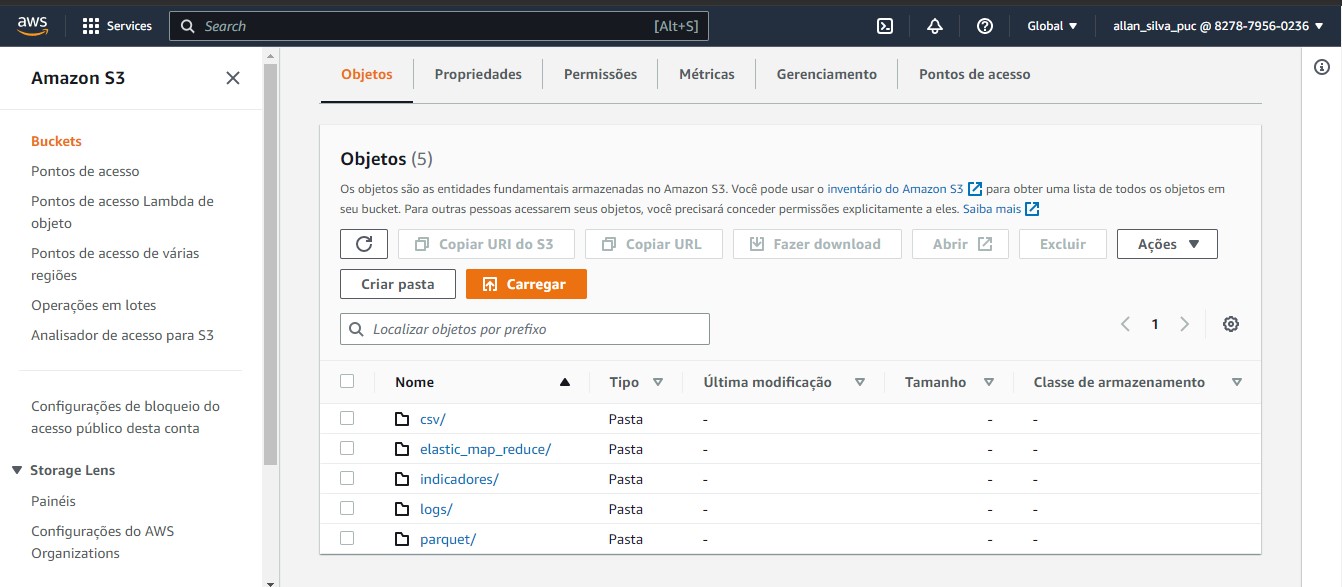 aws
Services
Search
[Alt+S]
Global
allan_silva_puc @ 8278-7956-0236
Amazon S3
Buckets
Pontos de acesso
Pontos de acesso Lambda de
objeto
Pontos de acesso de várias
regiões
Operações em lotes
Analisador de acesso para S3
Configurações de bloqueio do
acesso público desta conta
Storage Lens
Painéis
Configurações do AWS
Organizations
Objetos Propriedades Permissões Métricas Gerenciamento Pontos de acesso
Objetos (5)
Os objetos são as entidades fundamentais armazenadas no Amazon S3. Você pode usar o inventário do Amazon S3 para obter uma lista de todos os objetos em
seu bucket. Para outras pessoas acessarem seus objetos, você precisará conceder permissões explicitamente a eles. Saiba mais
Copiar URI do S3 Copiar URL Fazer download Abrir Excluir Ações
Criar pasta Carregar
Localizar objetos por prefixo
1
Nome Tipo Última modificação Tamanho Classe de armazenamento
csv/ Pasta - - -
elastic_map_reduce/ Pasta - - -
indicadores/ Pasta - - -
logs/ Pasta - - -
parquet/ Pasta - - -